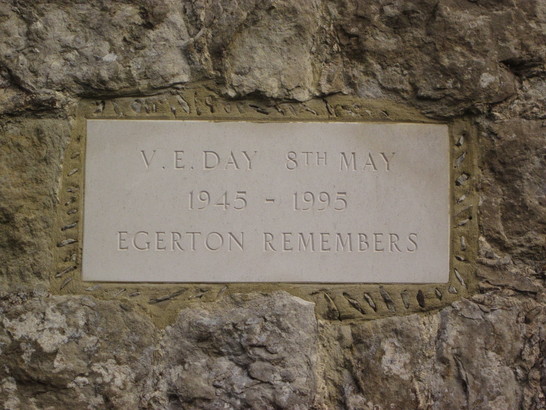 V.E. DAY 8TH MAY
1945 - 1995
EGERTON REMEMBERS